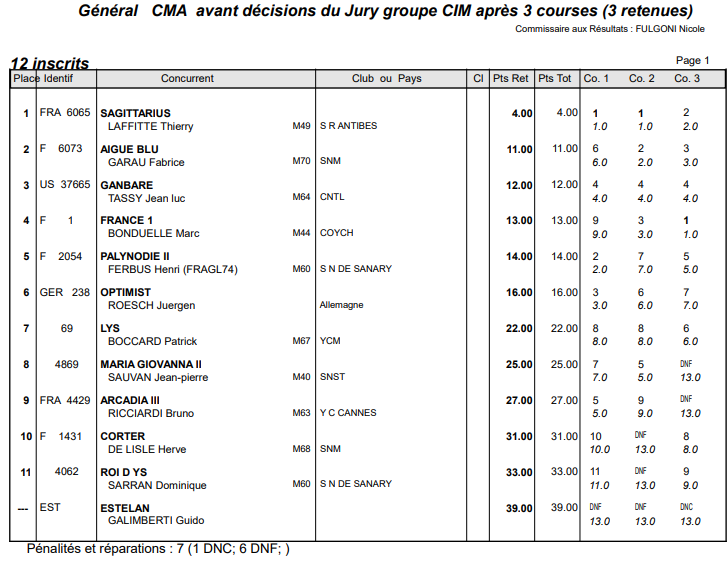 Général CMA avant décisions du Jury groupe CIM après 3 courses (3 retenues)
Commissaire aux Résultats : FULGONI Nicole
12 inscrits Page 1
Place Identif Concurrent Club ou Pays Cl Pts Ret Pts Tot Co. 1 Co. 2 Co. 3
1 FRA 6065 SAGITTARIUS 4.00 4.00 1 1 2
LAFFITTE Thierry M49 S R ANTIBES 1.0 1.0 2.0
2 F 6073 AIGUE BLU 11.00 11.00 6 2 3
GARAU Fabrice M70 SNM 6.0 2.0 3.0
3 US 37665 GANBARE 12.00 12.00 4 4 4
TASSY Jean luc M64 CNTL 4.0 4.0 4.0
4 F 1 FRANCE 1 13.00 13.00 9 3 1
BONDUELLE Marc M44 COYCH 9.0 3.0 1.0
5 F 2054 PALYNODIE II 14.00 14.00 2 7 5
FERBUS Henri (FRAGL74) M60 S N DE SANARY 2.0 7.0 5.0
6 GER 238 OPTIMIST 16.00 16.00 3 6 7
ROESCH Juergen Allemagne 3.0 6.0 7.0
7 69 LYS 22.00 22.00 8 8 6
BOCCARD Patrick M67 YCM 8.0 8.0 6.0
8 4869 MARIA GIOVANNA II 25.00 25.00 7 5 DNF
SAUVAN Jean-pierre M40 SNST 7.0 5.0 13.0
9 FRA 4429 ARCADIA III 27.00 27.00 5 9 DNF
RICCIARDI Bruno M63 Y C CANNES 5.0 9.0 13.0
10 F 1431 CORTER 31.00 31.00 10 DNF 8
DE LISLE Herve M68 SNM 10.0 13.0 8.0
11 4062 ROI D YS 33.00 33.00 11 DNF 9
SARRAN Dominique M60 S N DE SANARY 11.0 13.0 9.0
--- EST ESTELAN 39.00 39.00 DNF DNF DNC
GALIMBERTI Guido 13.0 13.0 13.0
Pénalités et réparations : 7 (1 DNC; 6 DNF; )